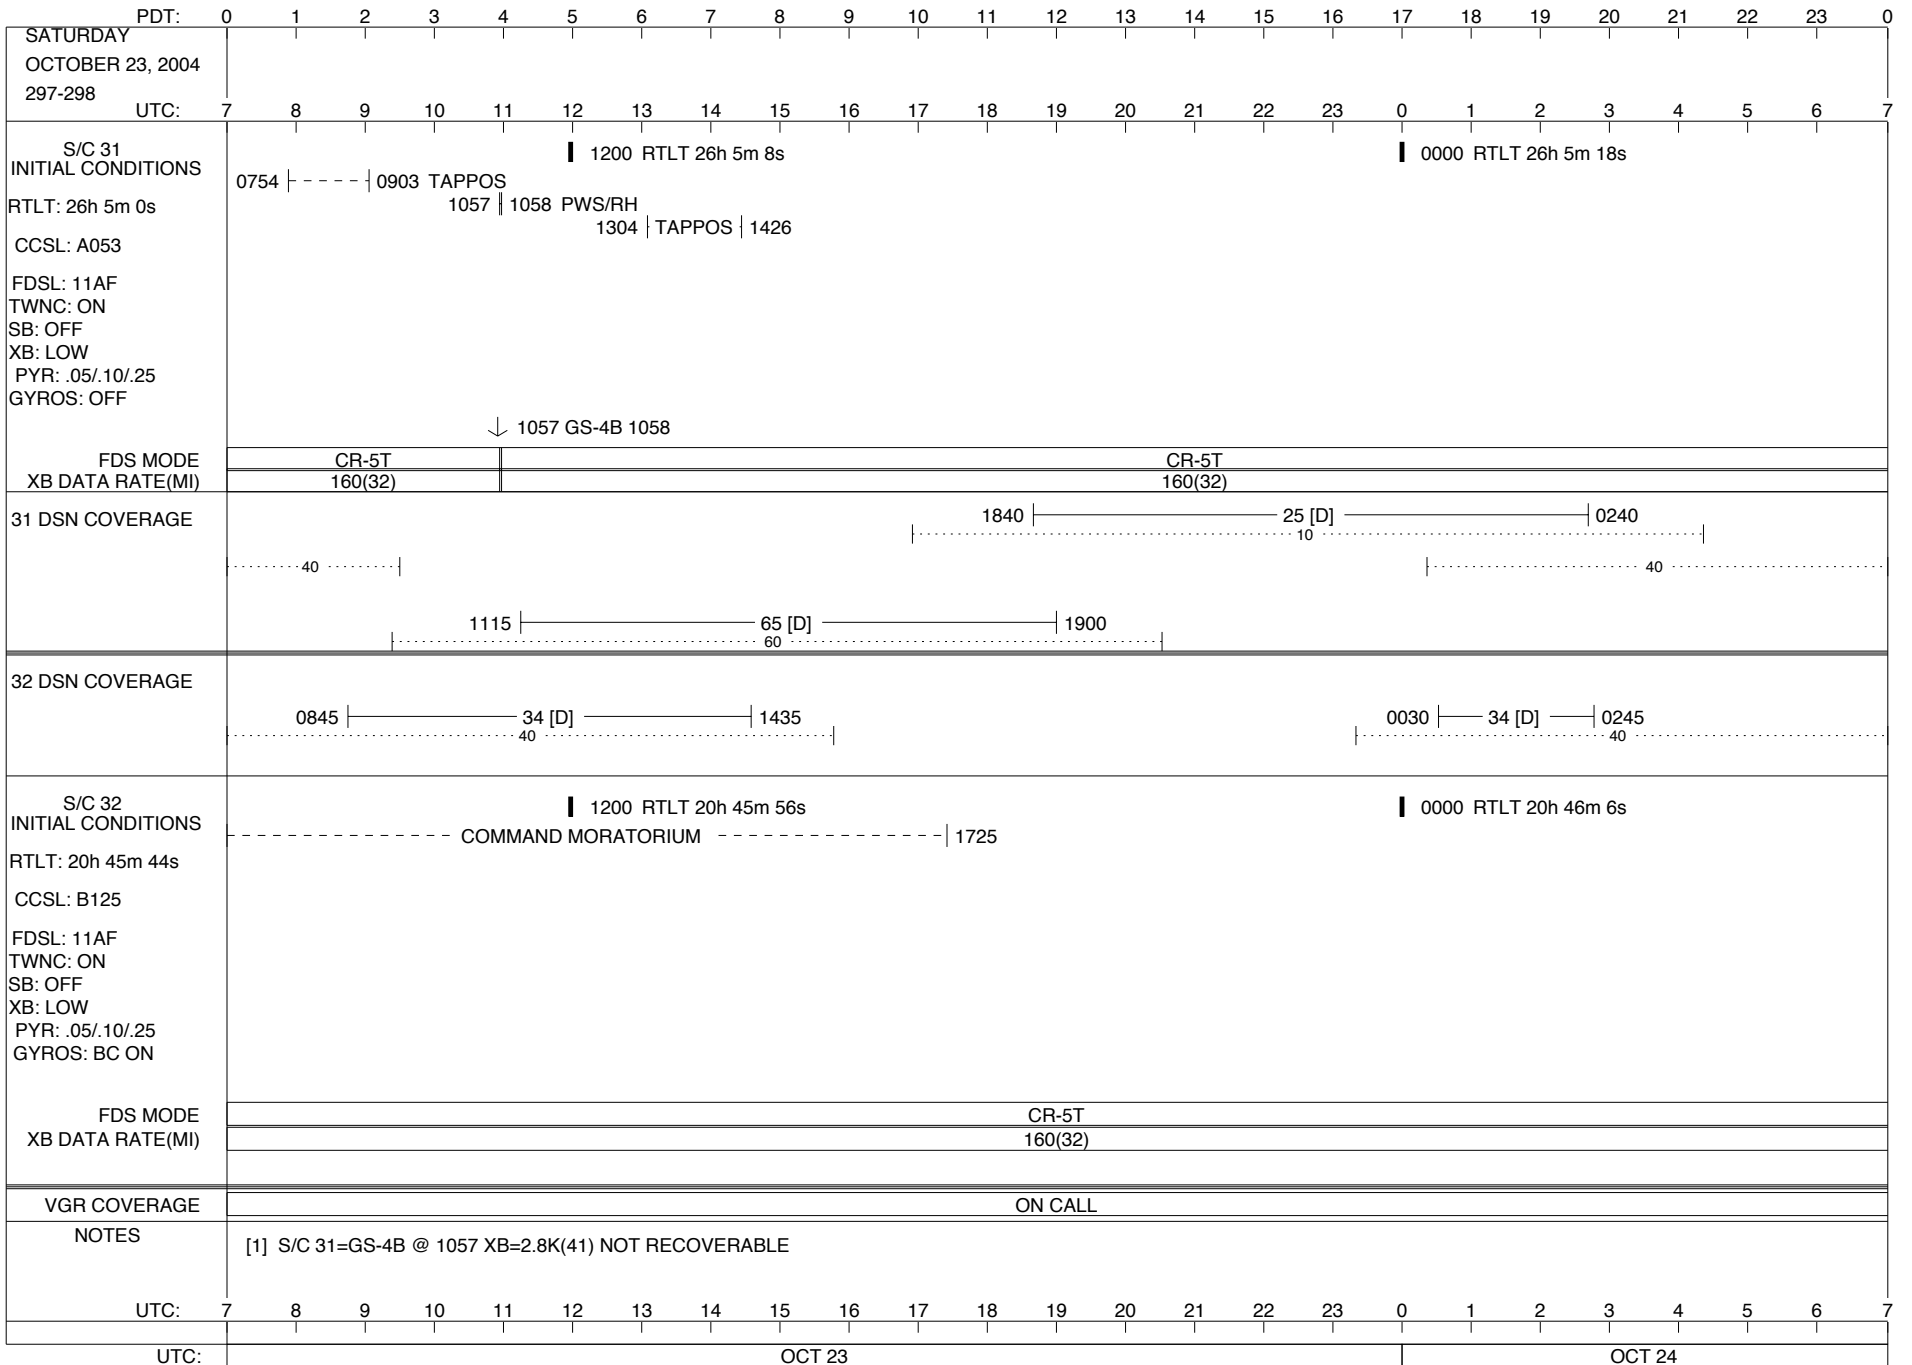 PDT: 0 1 2 3 4 5 6 7 8 9 10 11 12 13 14 15 16 17 18 19 20 21 22 23 0
SATURDAY
OCTOBER 23, 2004
297-298
UTC: 7 8 9 10 11 12 13 14 15 16 17 18 19 20 21 22 23 0 1 2 3 4 5 6 7
S/C 31
INITIAL CONDITIONS
1200 RTLT 26h 5m 8s
0000 RTLT 26h 5m 18s
0754 0903 TAPPOS
RTLT: 26h 5m 0s
1057 1058 PWS/RH
1304 TAPPOS 1426
CCSL: A053
FDSL: 11AF
TWNC: ON
SB: OFF
XB: LOW
PYR: .05/.10/.25
GYROS: OFF
1057 GS-4B 1058
FDS MODE CR-5T CR-5T
XB DATA RATE(MI) 160(32) 160(32)
31 DSN COVERAGE
1840 25 [D] 0240
10
40 40
1115 65 [D] 1900
60
32 DSN COVERAGE
0845 34 [D] 1435 0030 34 [D] 0245
40 40
S/C 32
INITIAL CONDITIONS
1200 RTLT 20h 45m 56s
0000 RTLT 20h 46m 6s
COMMAND MORATORIUM 1725
RTLT: 20h 45m 44s
CCSL: B125
FDSL: 11AF
TWNC: ON
SB: OFF
XB: LOW
PYR: .05/.10/.25
GYROS: BC ON
FDS MODE CR-5T
XB DATA RATE(MI) 160(32)
VGR COVERAGE ON CALL
NOTES
[1] S/C 31=GS-4B @ 1057 XB=2.8K(41) NOT RECOVERABLE
UTC: 7 8 9 10 11 12 13 14 15 16 17 18 19 20 21 22 23 0 1 2 3 4 5 6 7
UTC: OCT 23 OCT 24